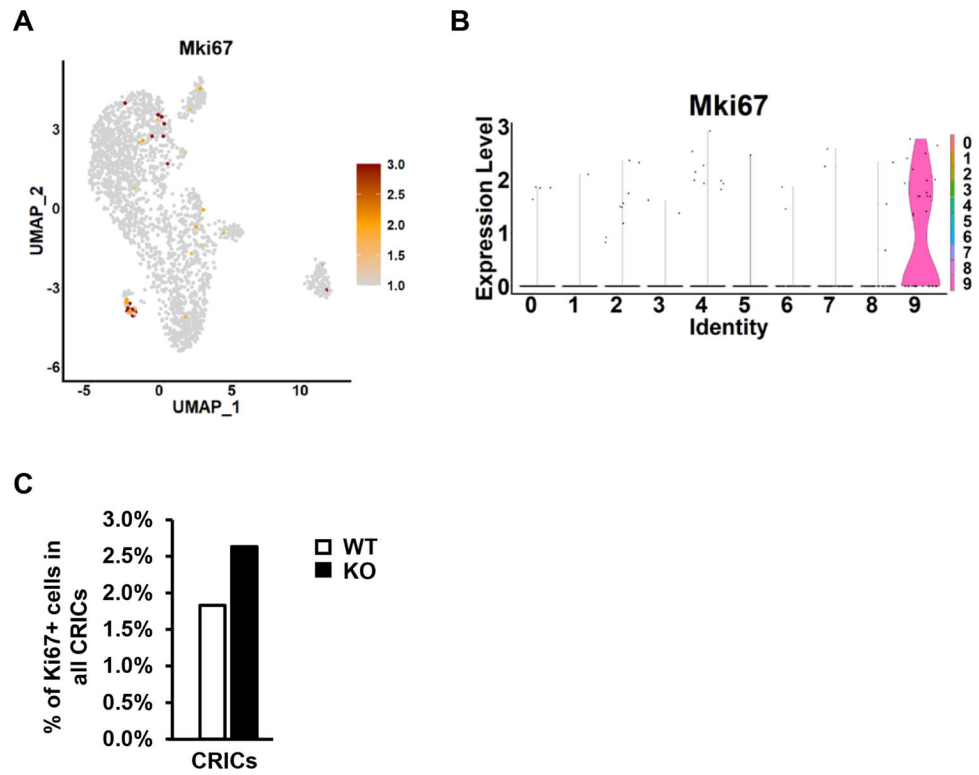 A
Mki67
3
0
-3
-6
UMAP_2
-5
0
5
10
UMAP_1
3.0
2.5
2.0
1.5
1.0
B
Mki67
3
2
1
0
Expression Level
0 1 2 3 4 5 6 7 8 9
Identity
0
1
2
3
4
5
6
7
8
9
C
3.0%
2.5%
2.0%
1.5%
1.0%
0.5%
0.0%
% of Ki67+ cells in
all CRICs
CRICs
WT
KO